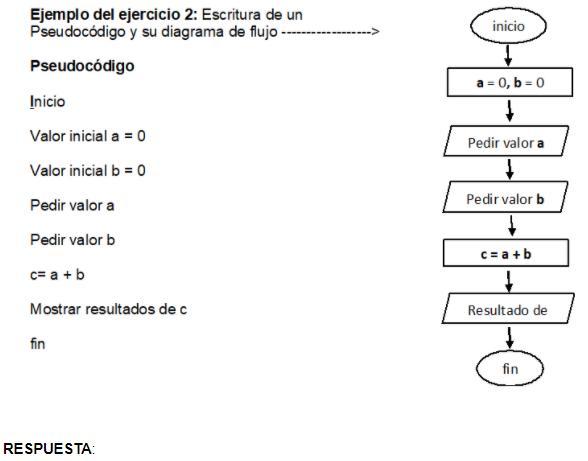 Ejemplo del ejercicio 2: Escritura de un
Pseudocódigo y su diagrama de flujo ------------------>
Pseudocódigo
Inicio
Valor inicial a = 0
Valor inicial b = 0
Pedir valor a
Pedir valor b
c= a + b
Mostrar resultados de c
fin
inicio
a = 0, b = 0
Pedir valor a
Pedir valor b
c = a + b
Resultado de
fin
RESPUESTA: